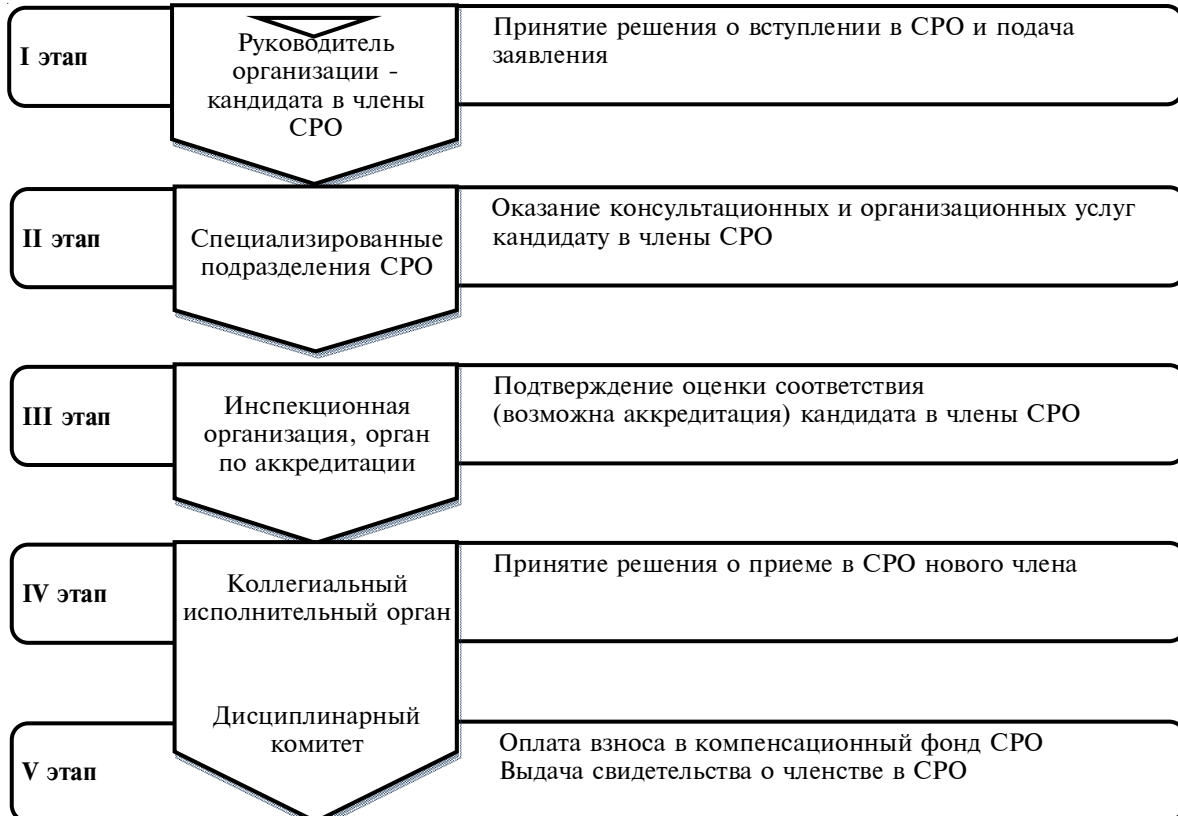 I этап
Руководитель
организации -
кандидата в члены
СРО
Принятие решения о вступлении в СРО и подача
заявления
II этап
Специализированные
подразделения СРО
Оказание консультационных и организационных услуг
кандидату в члены СРО
III этап
Инспекционная
организация, орган
по аккредитации
Подтверждение оценки соответствия
(возможна аккредитация) кандидата в члены СРО
IV этап
Коллегиальный
исполнительный орган
Принятие решения о приеме в СРО нового члена
V этап
Дисциплинарный
комитет
Оплата взноса в компенсационный фонд СРО
Выдача свидетельства о членстве в СРО